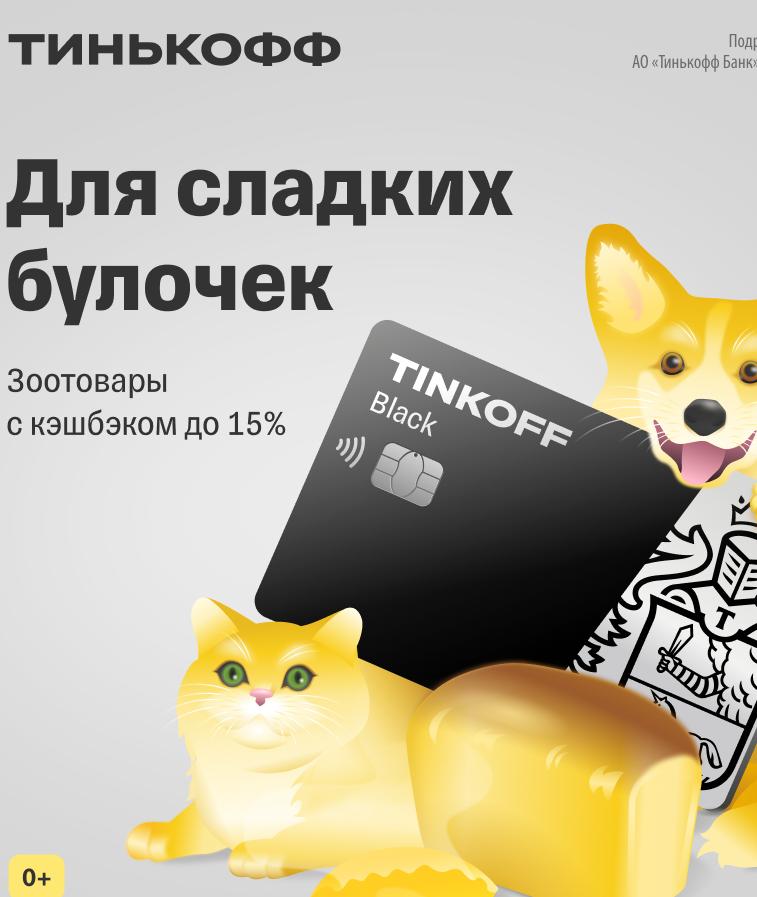 ТИНЬКОФФ
АО «Тинькофф Банк»
Для сладких
булочек
Зоотовары
с кэшбэком до 15%
TINKOFF
Black
T
0+